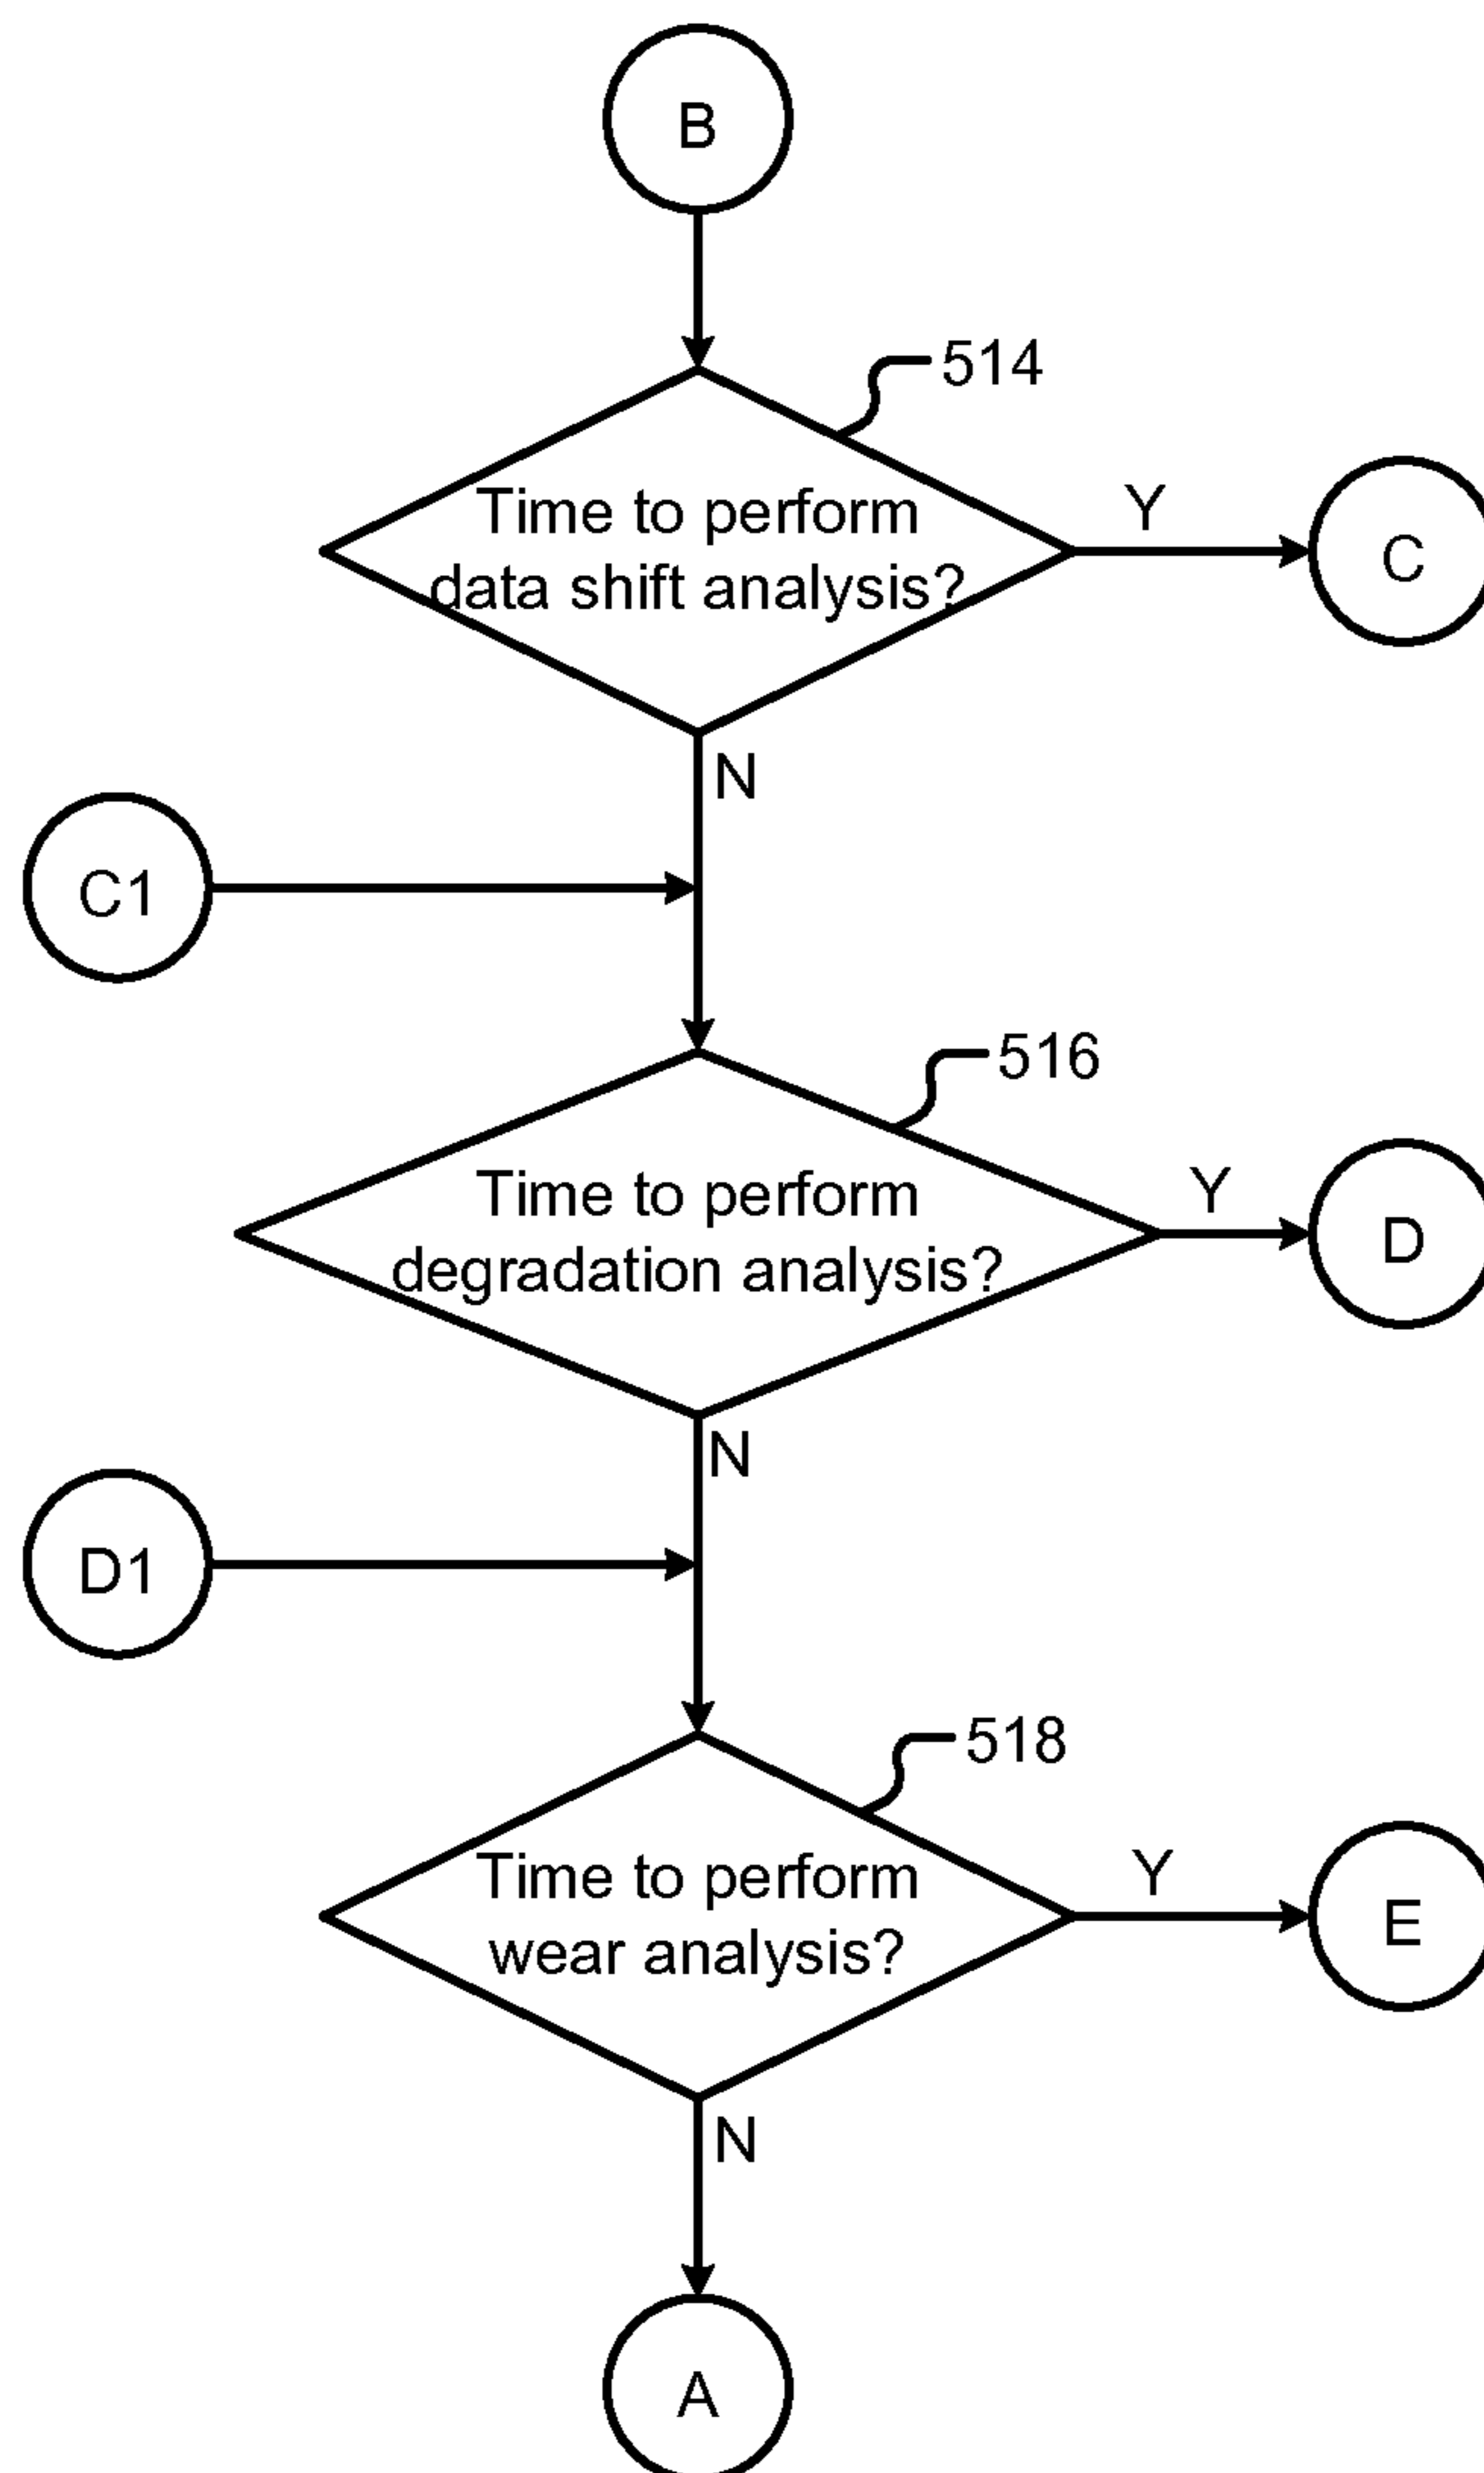 B
514
Time to perform
data shift analysis?
Y
C
N
C1
516
Time to perform
degradation analysis?
Y
D
N
D1
518
Time to perform
wear analysis?
Y
E
N
A